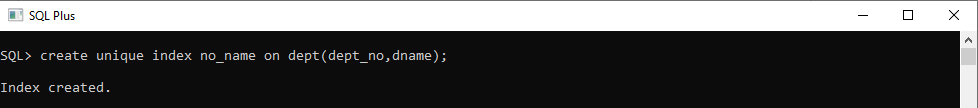 SQL Plus
SQL> create unique index no_name on dept(dept_no,dname);
Index created.